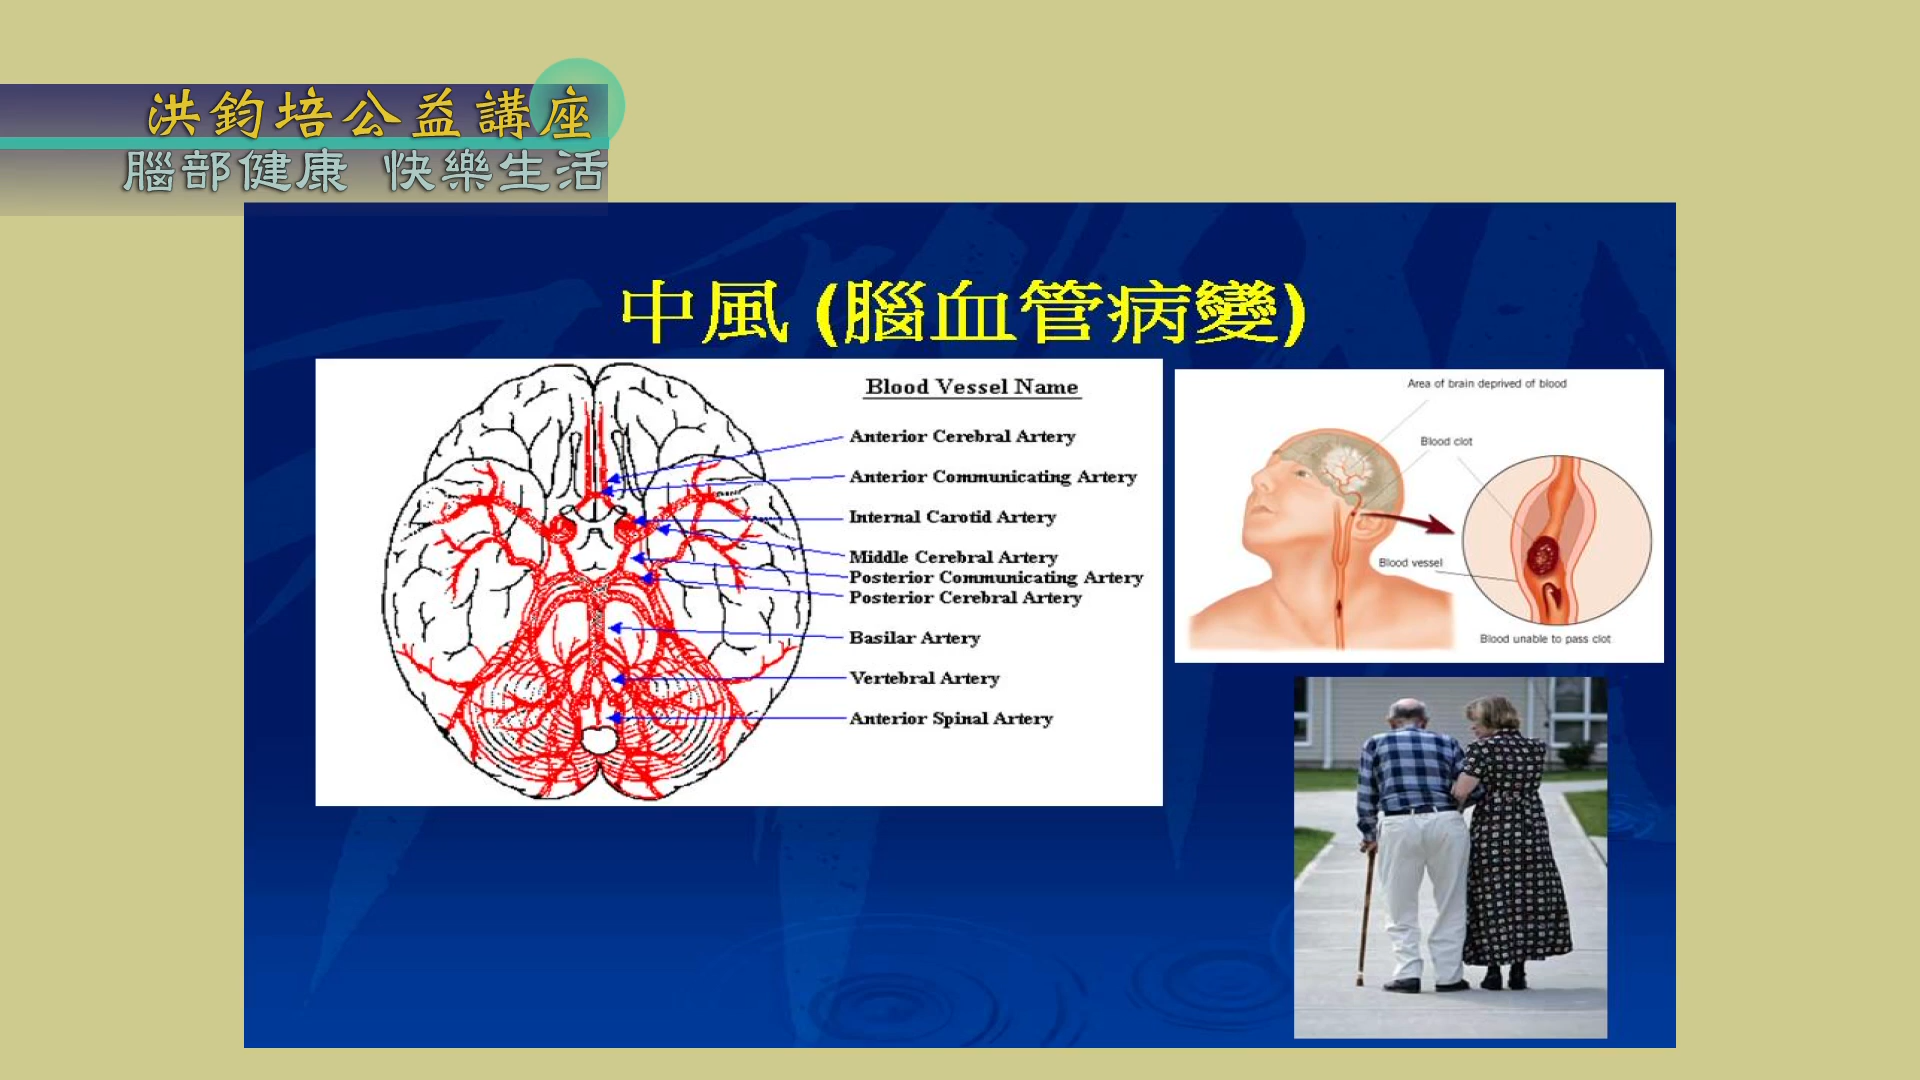 洪鈞培公益講座
腦部健康 快樂生活
中風 (腦血管病變)
Blood Vessel Name
Anterior Cerebral Artery
Anterior Communicating Artery
Internal Carotid Artery
Middle Cerebral Artery
Posterior Communicating Artery
Posterior Cerebral Artery
Basilar Artery
Vertebral Artery
Anterior Spinal Artery
Area of brain deprived of blood
Blood clot
Blood vessel
Blood unable to pass clot